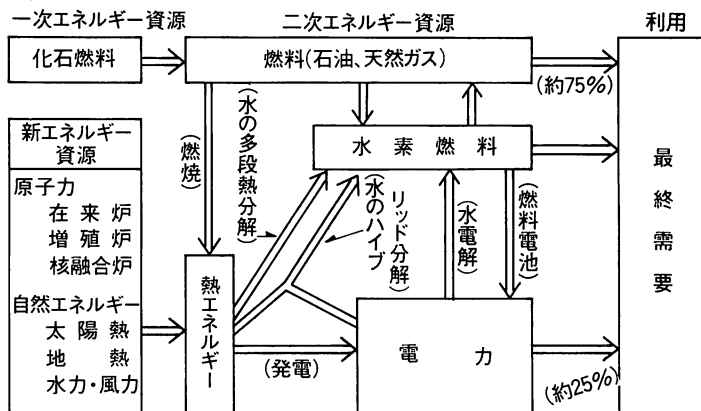 一次エネルギー資源
二次エネルギー資源
利用
化石燃料
燃料(石油、天然ガス)
(約75%)
新エネルギー
資源
原子力
在来炉
増殖炉
核融合炉
自然エネルギー
太陽熱
地熱
水力・風力
(燃焼)
(水の多段熱分解)
水素燃料
(水のハイブ
リッド分解)
(水電解)
(燃料電池)
熱エネルギー
(発電)
電力
(約25%)
最終需要